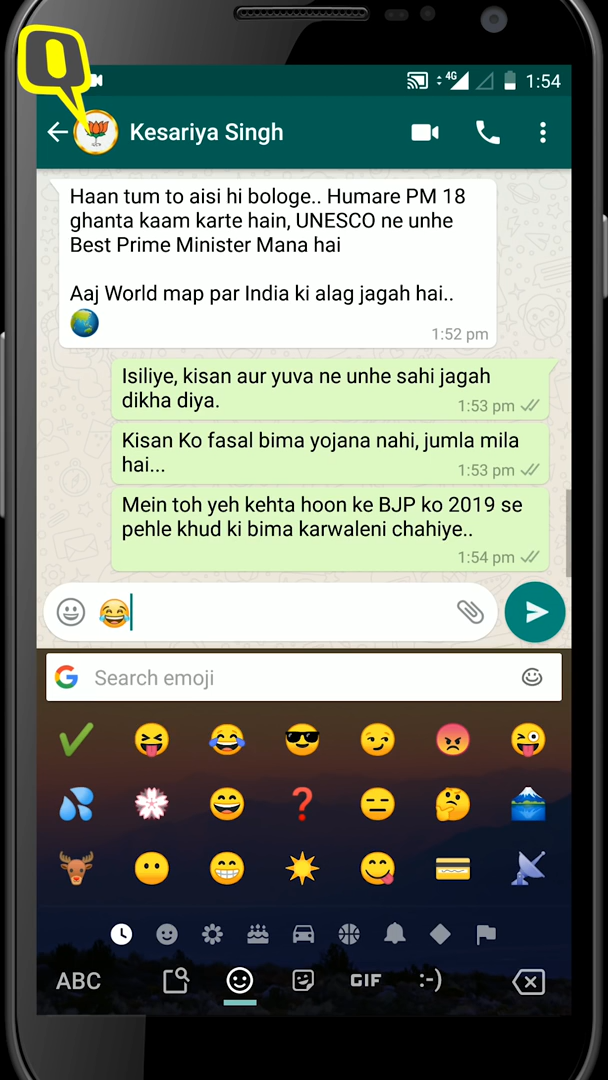 Q
4G 1:54
Kesariya Singh
Haan tum to aisi hi bologe.. Humare PM 18
ghanta kaam karte hain, UNESCO ne unhe
Best Prime Minister Mana hai
Aaj World map par India ki alag jagah hai..
1:52 pm
Isiliye, kisan aur yuva ne unhe sahi jagah
dikha diya.
1:53 pm
Kisan Ko fasal bima yojana nahi, jumla mila
hai...
1:53 pm
Mein toh yeh kehta hoon ke BJP ko 2019 se
pehle khud ki bima karwaleni chahiye..
1:54 pm
G Search emoji
ABC GIF :-)